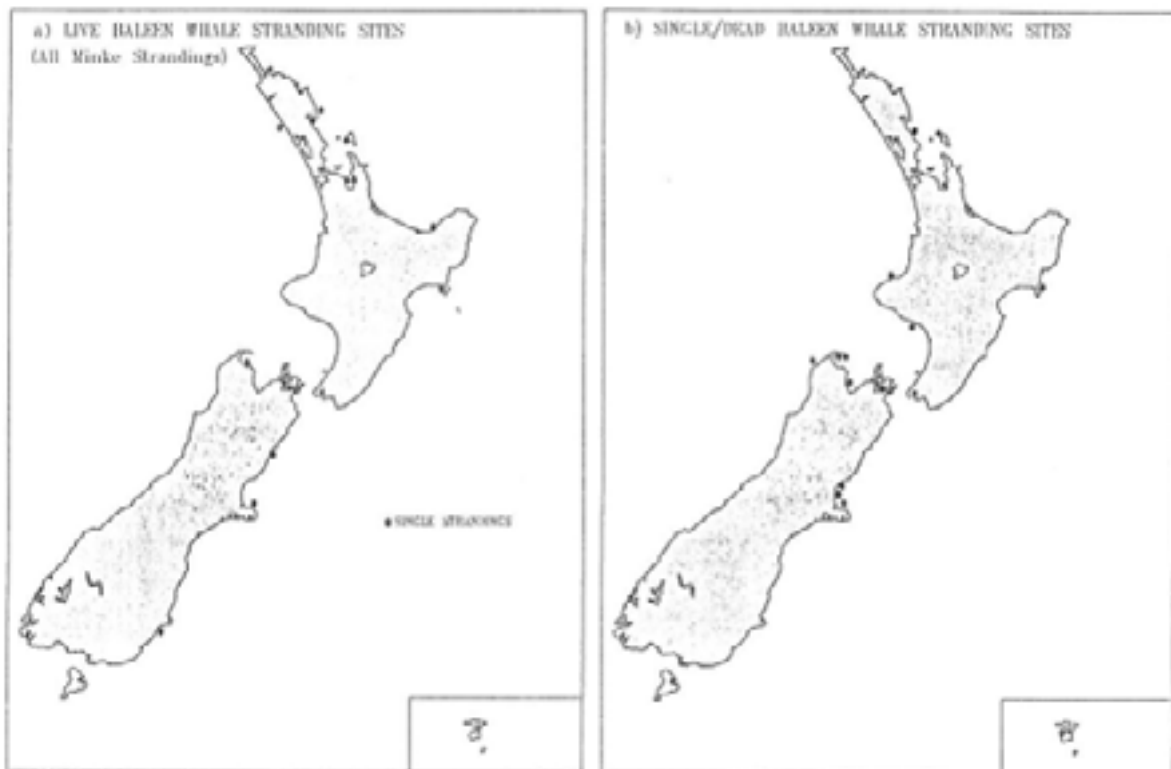 a) LIVE BALEEN WHALE STRANDING SITES
(All Minke Strandings)
SINGLE STRANDINGS
b) SINGLE/DEAD BALEEN WHALE STRANDING SITES